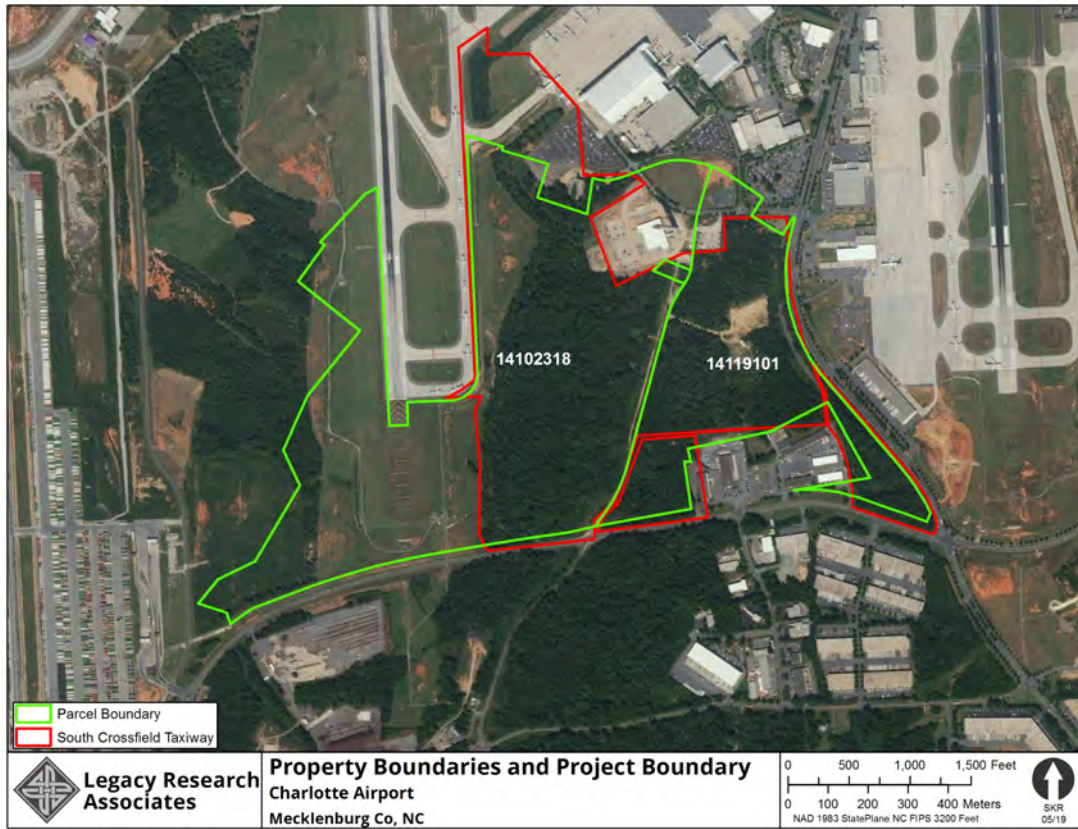 14102318
14119101
Parcel Boundary
South Crossfield Taxiway
Legacy Research
Associates
Property Boundaries and Project Boundary
Charlotte Airport
Mecklenburg Co, NC
0 500 1,000 1,500 Feet
0 100 200 300 400 Meters
NAD 1983 StatePlane NC FIPS 3200 Feet
SKR
05/19